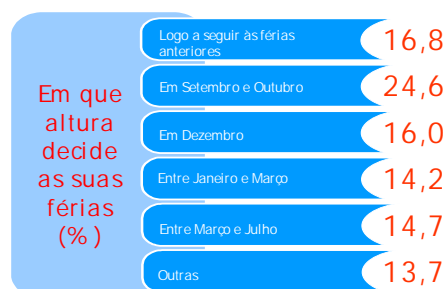 Em que
altura
decide
as suas
férias
(%)
Logo a seguir às férias
anteriores
16,8
Em Setembro e Outubro
24,6
Em Dezembro
16,0
Entre Janeiro e Março
14,2
Entre Março e Julho
14,7
Outras
13,7